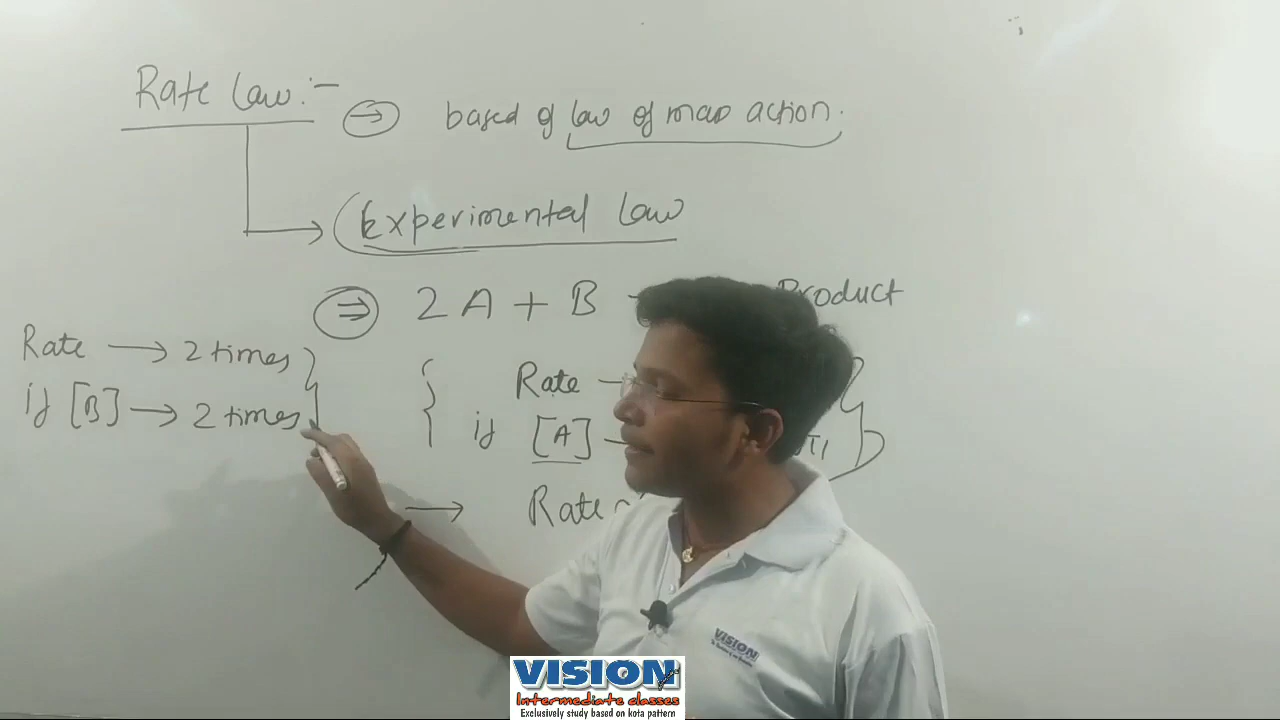 Rate law :-
⇒ based of law of mass action.
Experimental law
⇒ 2A + B → Product
Rate → 2 times
if [B] → 2 times
Rate →
if [A] →
→ Rate
VISION
VISION
Intermediate classes
Exclusively study based on kota pattern